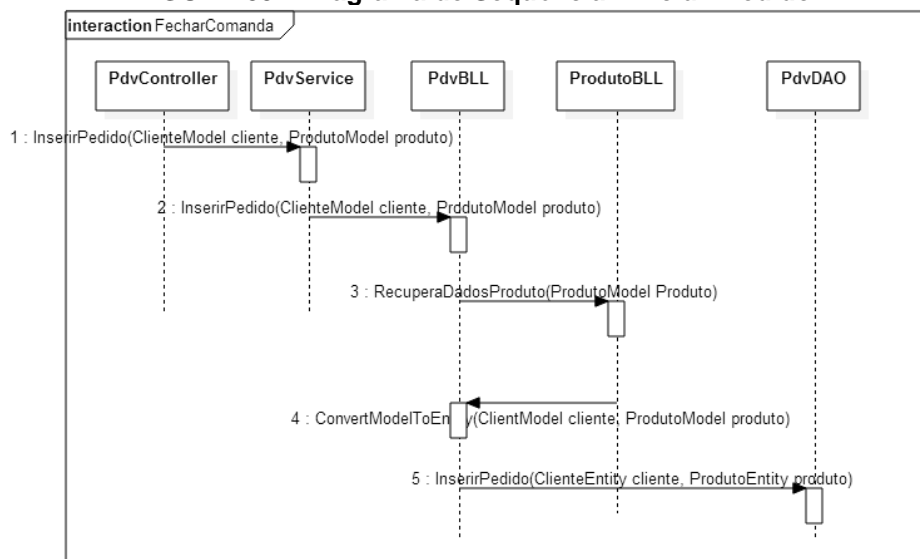 interaction FecharComanda
PdvController PdvService PdvBLL ProdutoBLL PdvDAO
1 : InserirPedido(ClienteModel cliente, ProdutoModel produto)
2 : InserirPedido(ClienteModel cliente, ProdutoModel produto)
3 : RecuperaDadosProduto(ProdutoModel Produto)
4 : ConvertModelToEntity(ClientModel cliente, ProdutoModel produto)
5 : InserirPedido(ClienteEntity cliente, ProdutoEntity produto)